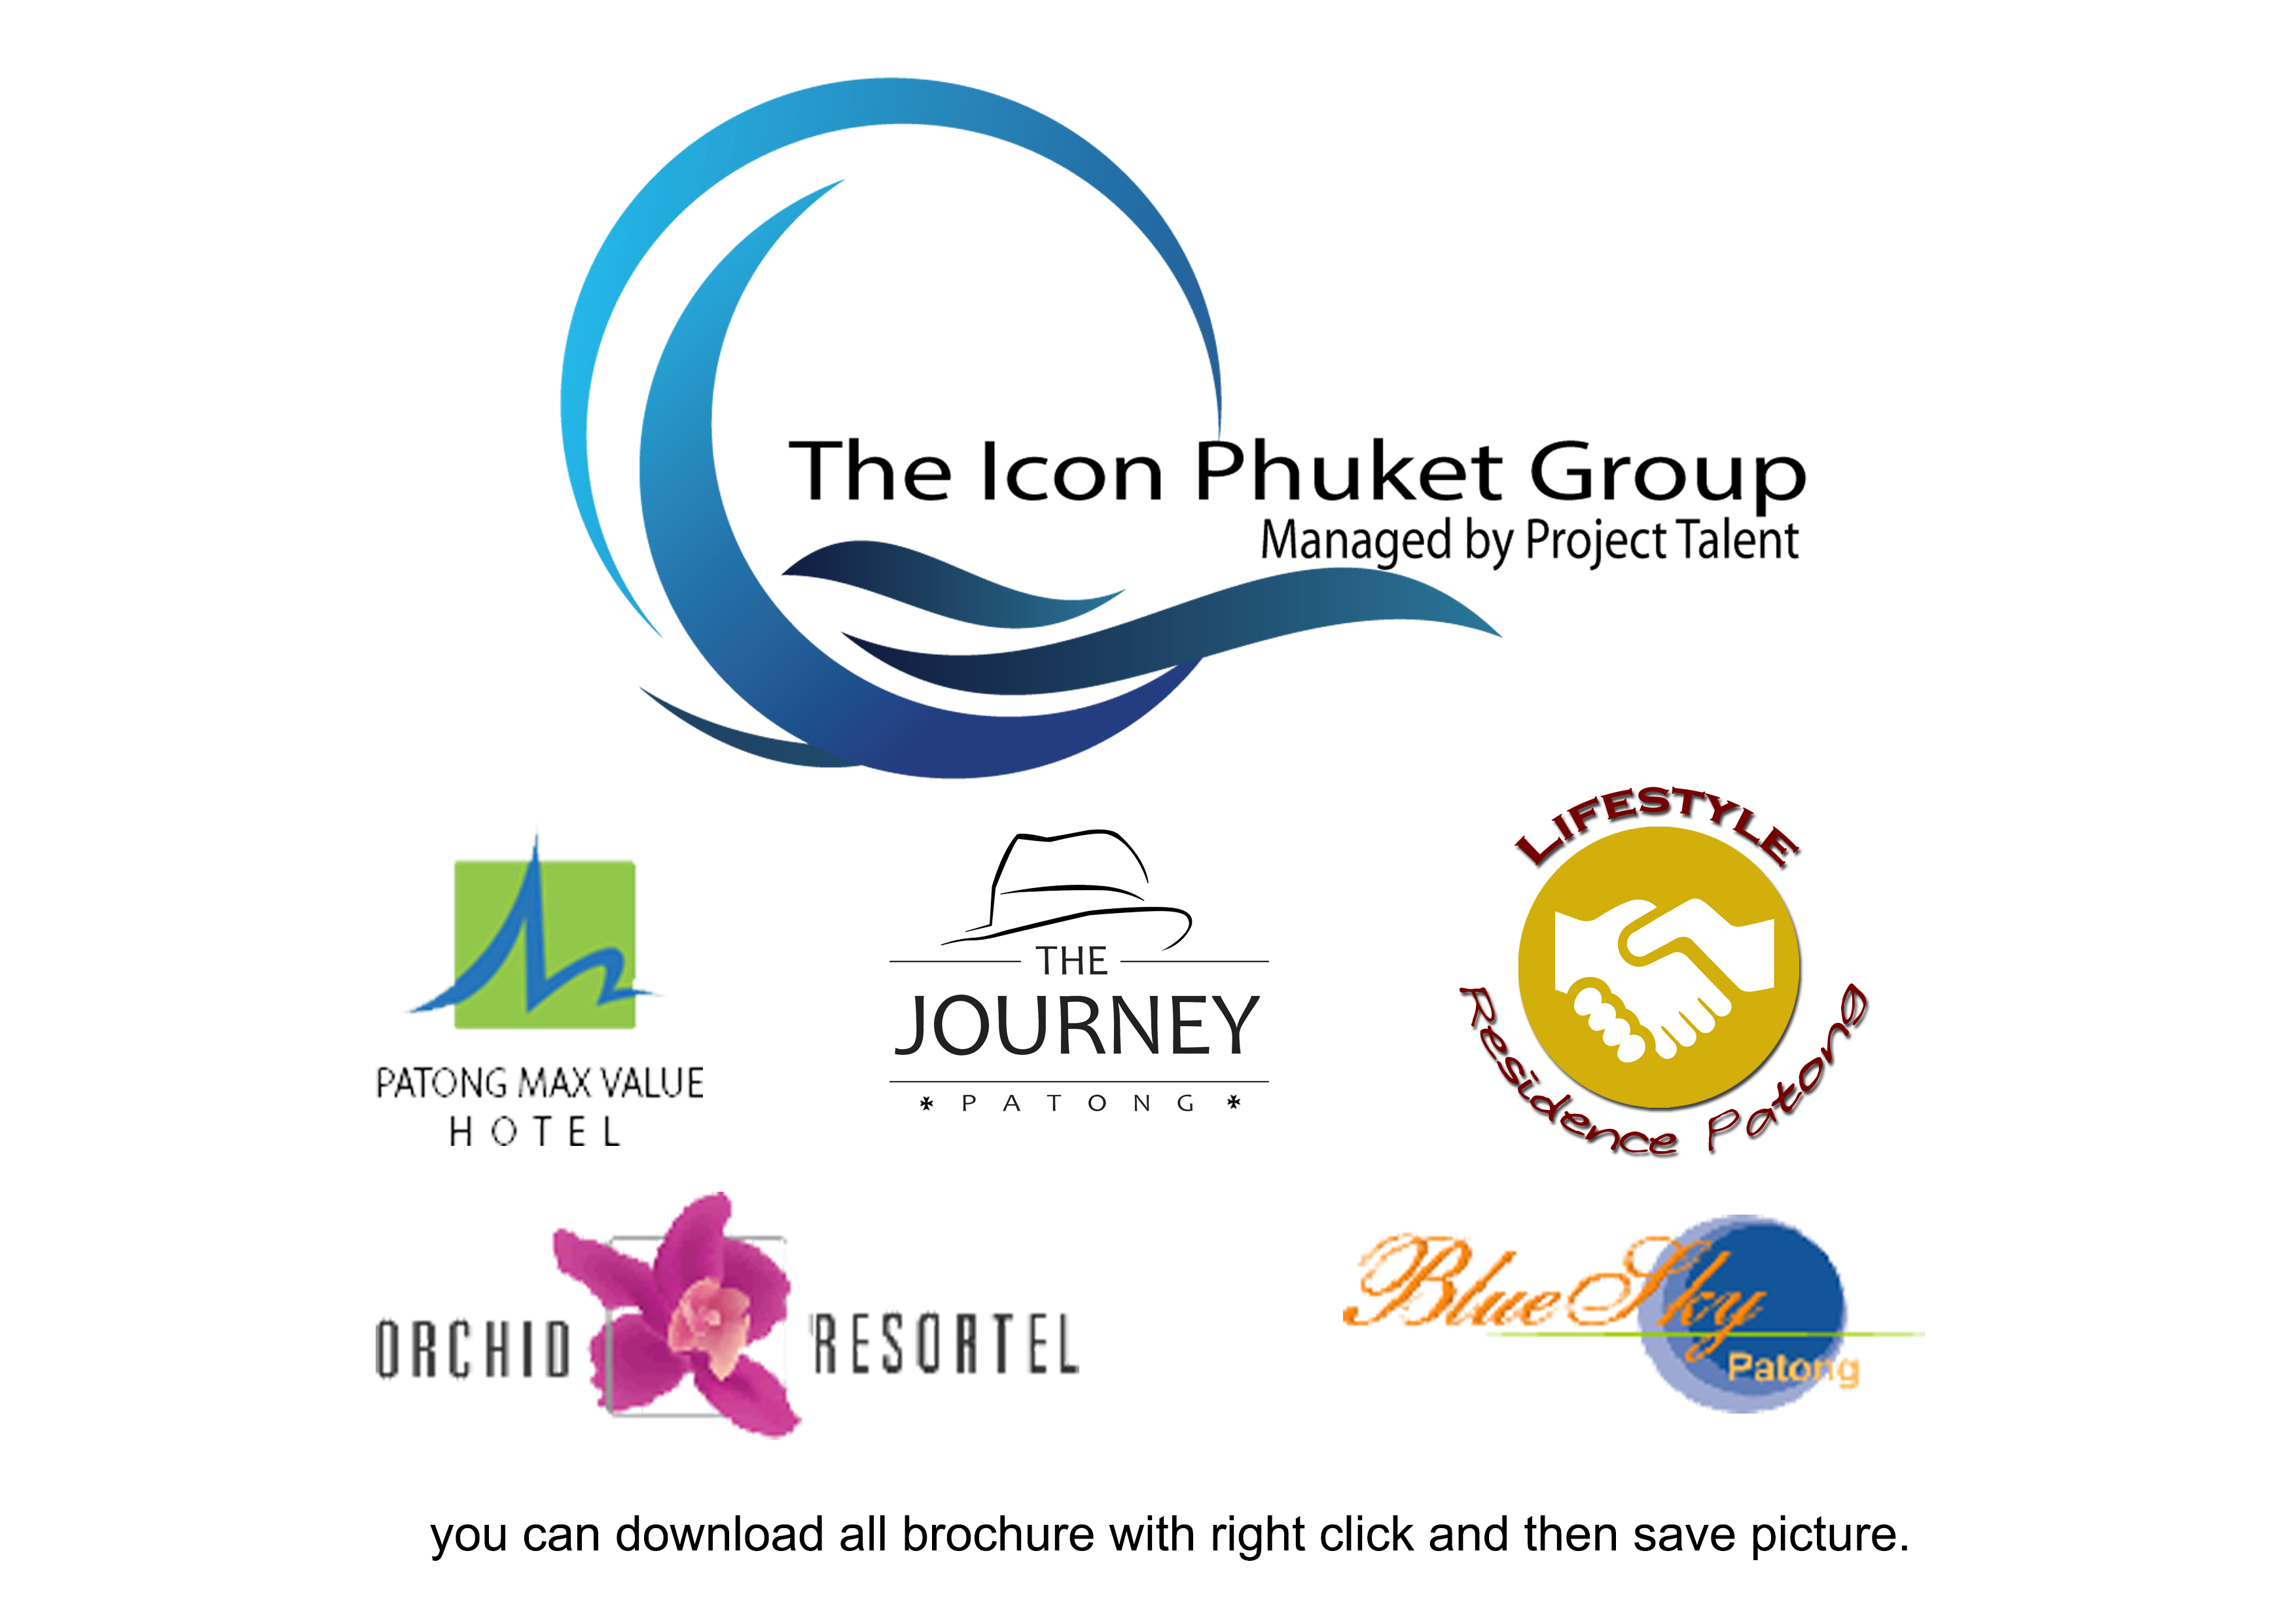 The Icon Phuket Group
Managed by Project Talent
PATONG MAX VALUE
HOTEL
THE
JOURNEY
PATONG
LIFESTYLE
Residence Patong
ORCHID RESORTEL
BlueSky
Patong
you can download all brochure with right click and then save picture.